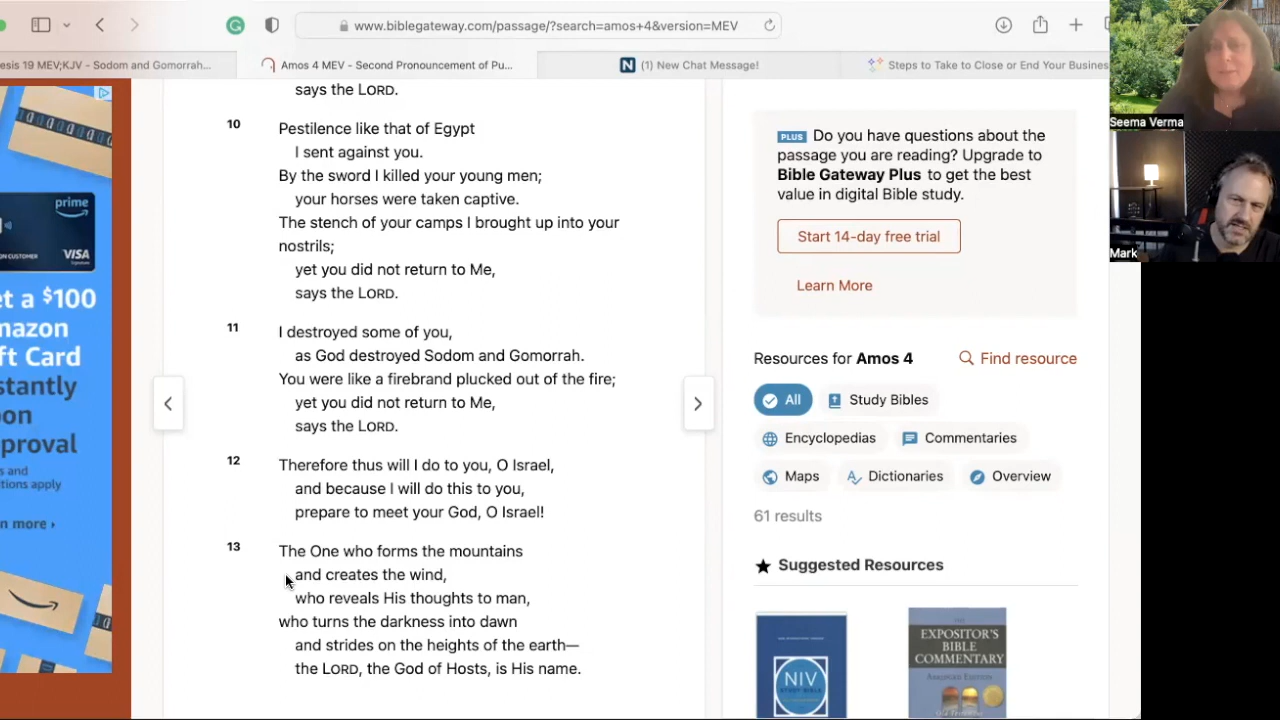 www.biblegateway.com/passage/?search=amos+4&version=MEV
esis 19 MEV;KJV - Sodom and Gomorrah...
Amos 4 MEV - Second Pronouncement of Pu...
N
(1) New Chat Message!
Steps to Take to Close or End Your Busines
Seema Verma
Mark
prime
VISA
ON CUSTOMER
et a $100
mazon
ft Card
stantly
pon
proval
s and
tions apply
n more ›
says the LORD.
10 Pestilence like that of Egypt
I sent against you.
By the sword I killed your young men;
your horses were taken captive.
The stench of your camps I brought up into your
nostrils;
yet you did not return to Me,
says the LORD.
11 I destroyed some of you,
as God destroyed Sodom and Gomorrah.
You were like a firebrand plucked out of the fire;
yet you did not return to Me,
says the LORD.
12 Therefore thus will I do to you, O Israel,
and because I will do this to you,
prepare to meet your God, O Israel!
13 The One who forms the mountains
and creates the wind,
who reveals His thoughts to man,
who turns the darkness into dawn
and strides on the heights of the earth—
the LORD, the God of Hosts, is His name.
PLUS Do you have questions about the
passage you are reading? Upgrade to
Bible Gateway Plus to get the best
value in digital Bible study.
Start 14-day free trial
Learn More
Resources for Amos 4
Find resource
All
Study Bibles
Encyclopedias
Commentaries
Maps
Dictionaries
Overview
61 results
Suggested Resources
NIV
STUDY BIBLE
THE
EXPOSITOR'S
BIBLE
COMMENTARY
ABRIDGED EDITION